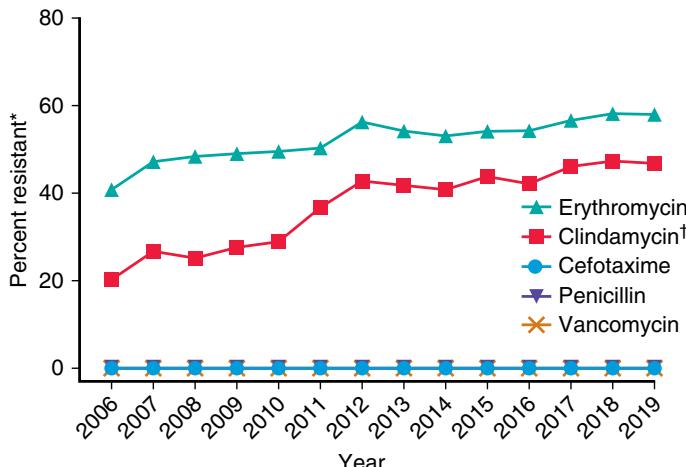 80
60
40
20
0
Percent resistant*
Erythromycin
Clindamycin†
Cefotaxime
Penicillin
Vancomycin
2006 2007 2008 2009 2010 2011 2012 2013 2014 2015 2016 2017 2018 2019
Year